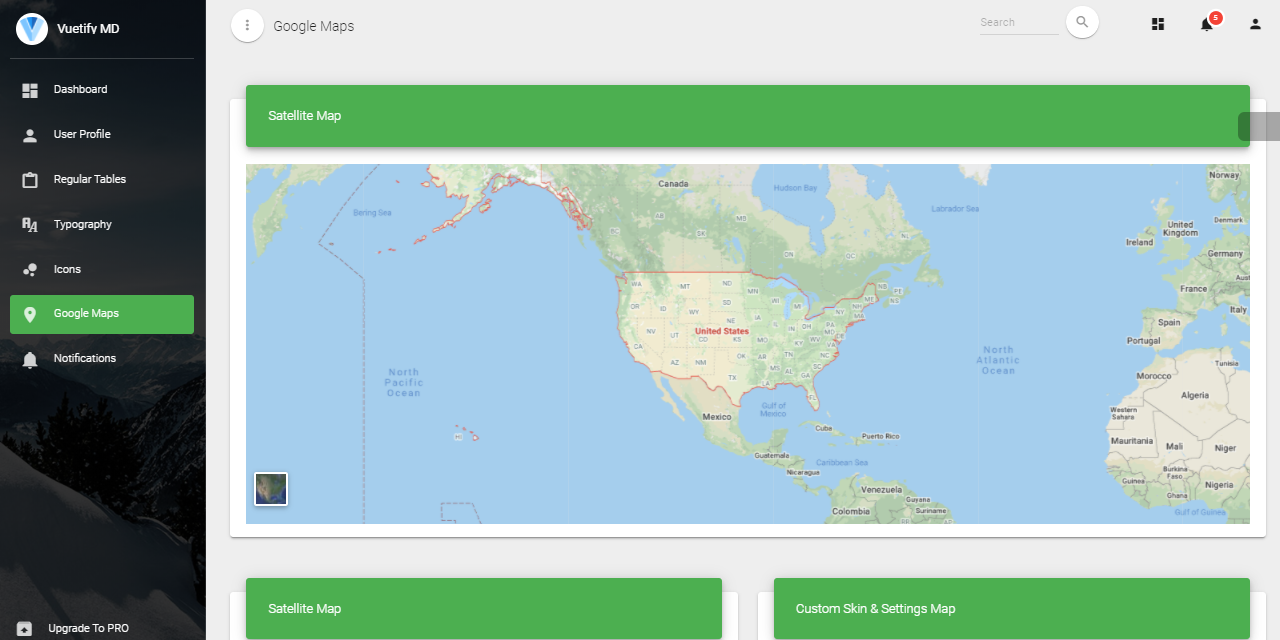 Vuetify MD
Google Maps
Search
5
Dashboard
User Profile
Regular Tables
Typography
Icons
Google Maps
Notifications
Upgrade To PRO
Satellite Map
Canada
Hudson Bay
Bering Sea
Labrador Sea
Norway
AB
MB
BC
SK
NL
ON
QC
United
Kingdom
Denmark
Ireland
Germany
France
Aust
Italy
Spain
Portugal
Tunisia
Morocco
Algeria
Western
Sahara
Mauritania
Mali
Niger
Burkina
Faso
Guinea
Nigeria
Ghana
Gulf of Guinea
WA
MT
ND
MN
OR
ID
SD
WI
MI
WY
NE
IA
NY
NB
PE
NS
NH
ME
MA
NV
UT
United States
CO
KS
MO
IL
IN
OH
PA
MD
DE
KY
WV
VA
CA
AZ
NM
OK
AR
TN
NC
MS
AL
SC
GA
TX
LA
FL
North
Pacific
Ocean
North
Atlantic
Ocean
HI
Mexico
Gulf of
Mexico
Cuba
Puerto Rico
Guatemala
Caribbean Sea
Nicaragua
Venezuela
Guyana
Colombia
Suriname
Satellite Map
Custom Skin & Settings Map